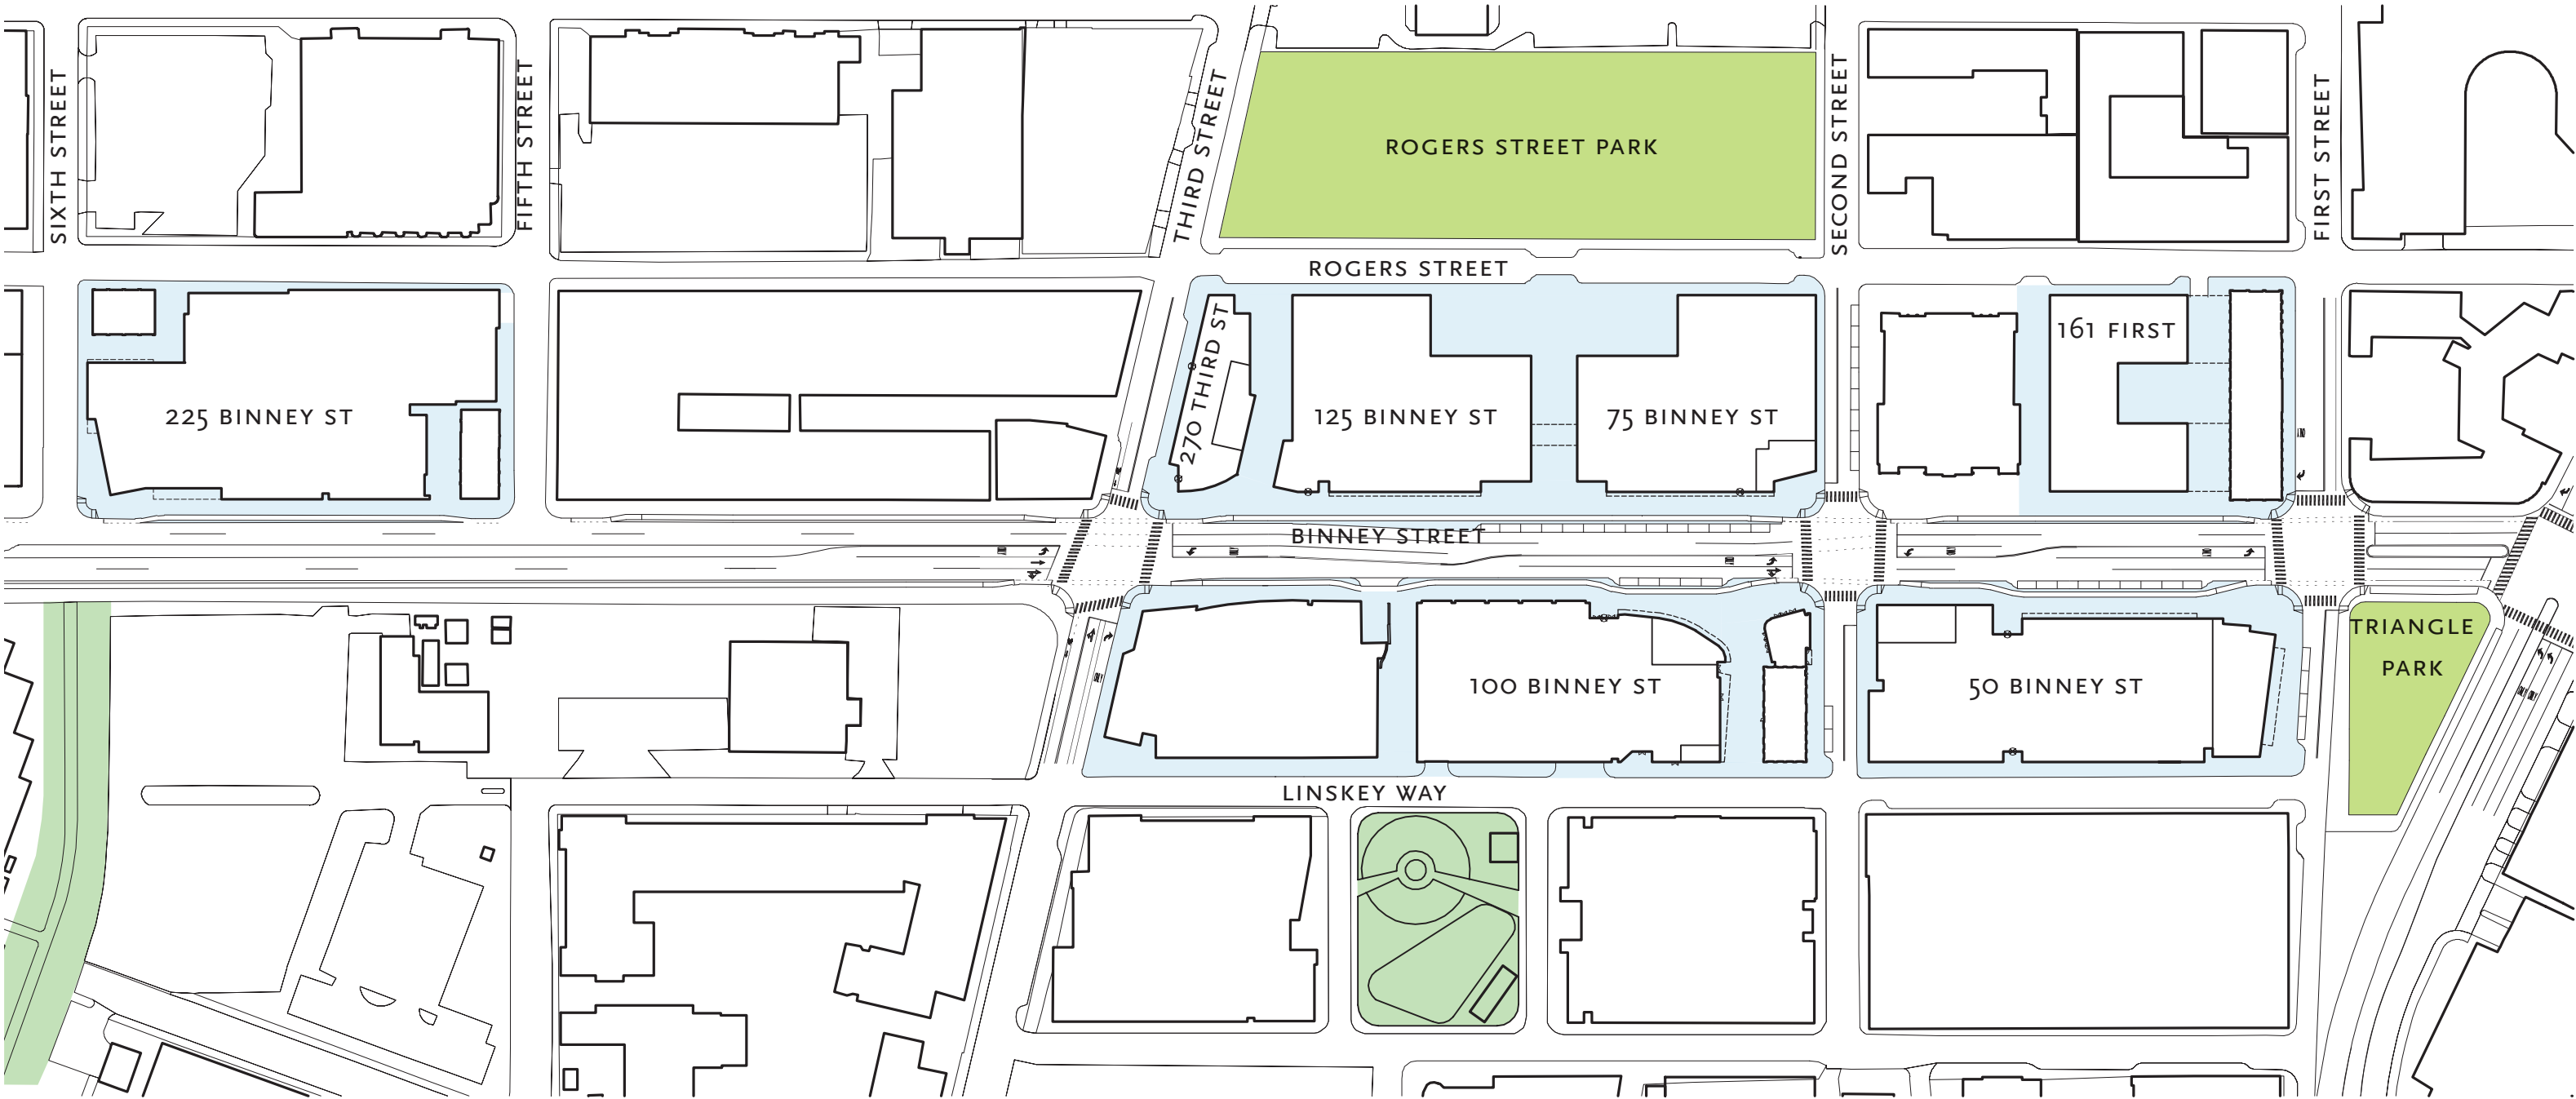 SIXTH STREET
FIFTH STREET
THIRD STREET
ROGERS STREET PARK
SECOND STREET
FIRST STREET
ROGERS STREET
225 BINNEY ST
270 THIRD ST
125 BINNEY ST
75 BINNEY ST
161 FIRST
BINNEY STREET
100 BINNEY ST
50 BINNEY ST
TRIANGLE
PARK
LINSKEY WAY